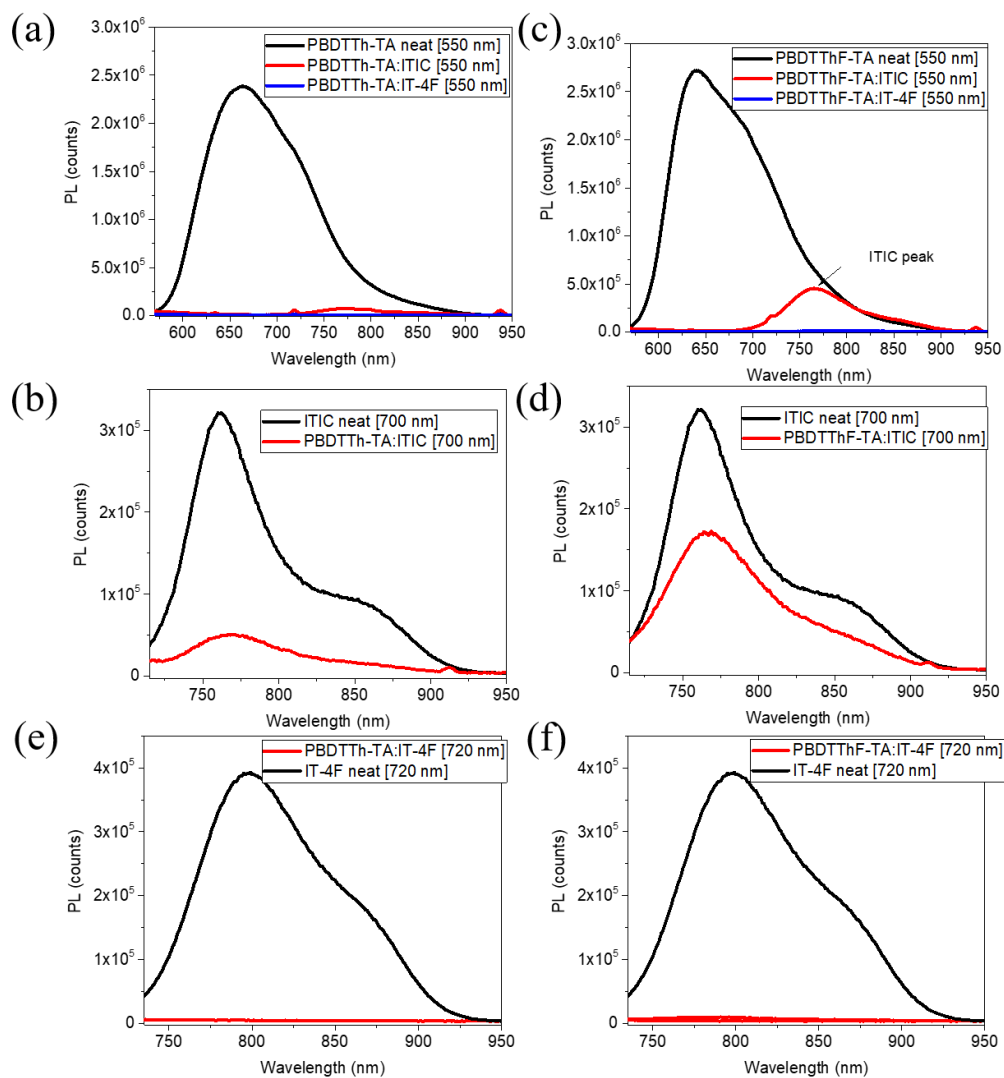 (a)
3.0x10⁶
2.5x10⁶
2.0x10⁶
1.5x10⁶
1.0x10⁶
5.0x10⁵
0.0
PL (counts)
PBDTTh-TA neat [550 nm]
PBDTTh-TA:ITIC [550 nm]
PBDTTh-TA:IT-4F [550 nm]
600 650 700 750 800 850 900 950
Wavelength (nm)
(c)
3.0x10⁶
2.5x10⁶
2.0x10⁶
1.5x10⁶
1.0x10⁶
5.0x10⁵
0.0
PL (counts)
PBDTThF-TA neat [550 nm]
PBDTThF-TA:ITIC [550 nm]
PBDTThF-TA:IT-4F [550 nm]
ITIC peak
600 650 700 750 800 850 900 950
Wavelength (nm)
(b)
3x10⁵
2x10⁵
1x10⁵
0
PL (counts)
ITIC neat [700 nm]
PBDTTh-TA:ITIC [700 nm]
750 800 850 900 950
Wavelength (nm)
(d)
3x10⁵
2x10⁵
1x10⁵
0
PL (counts)
ITIC neat [700 nm]
PBDTThF-TA:ITIC [700 nm]
750 800 850 900 950
Wavelength (nm)
(e)
4x10⁵
3x10⁵
2x10⁵
1x10⁵
0
PL (counts)
PBDTTh-TA:IT-4F [720 nm]
IT-4F neat [720 nm]
750 800 850 900 950
Wavelength (nm)
(f)
4x10⁵
3x10⁵
2x10⁵
1x10⁵
0
PL (counts)
PBDTThF-TA:IT-4F [720 nm]
IT-4F neat [720 nm]
750 800 850 900 950
Wavelength (nm)